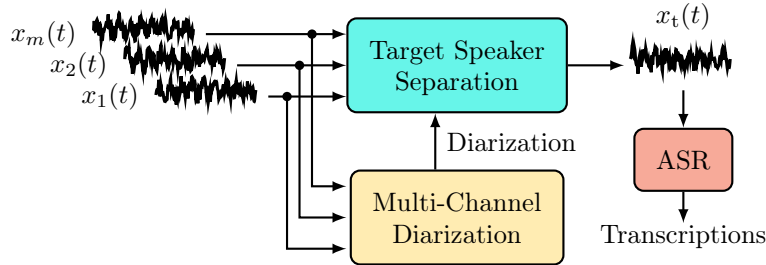 x_m(t)
x_2(t)
x_1(t)
Target Speaker
Separation
x_t(t)
Diarization
ASR
Multi-Channel
Diarization
Transcriptions